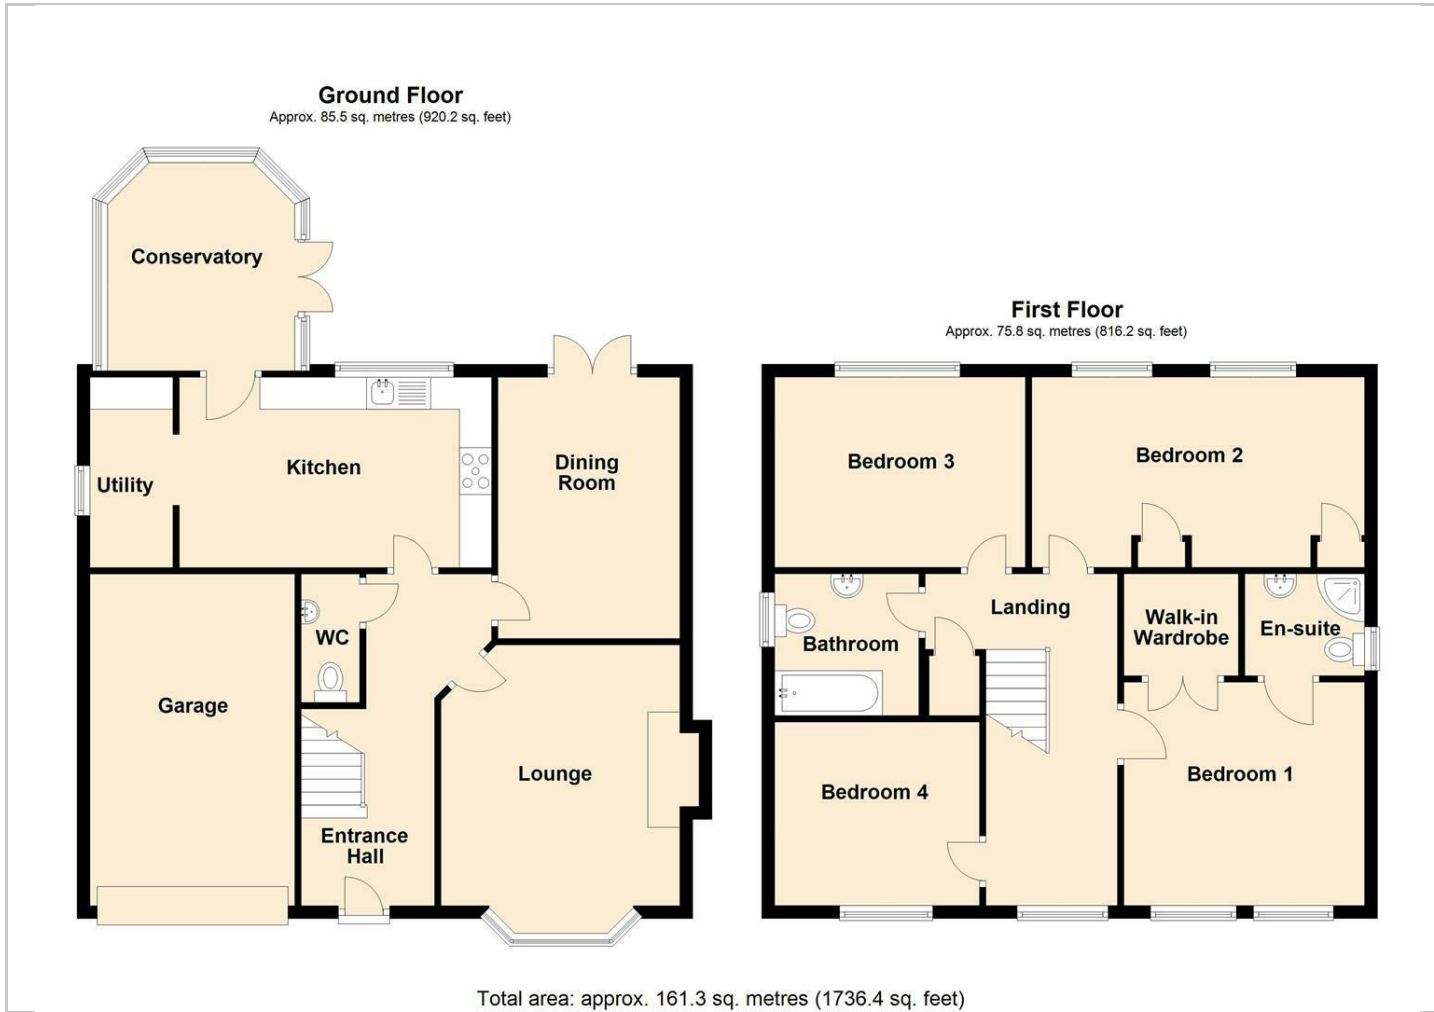 Ground Floor
Approx. 85.5 sq. metres (920.2 sq. feet)
Conservatory
Utility
Kitchen
Dining
Room
WC
Garage
Lounge
Entrance
Hall
First Floor
Approx. 75.8 sq. metres (816.2 sq. feet)
Bedroom 3
Bedroom 2
Landing
Bathroom
Walk-in
Wardrobe
En-suite
Bedroom 4
Bedroom 1
Total area: approx. 161.3 sq. metres (1736.4 sq. feet)